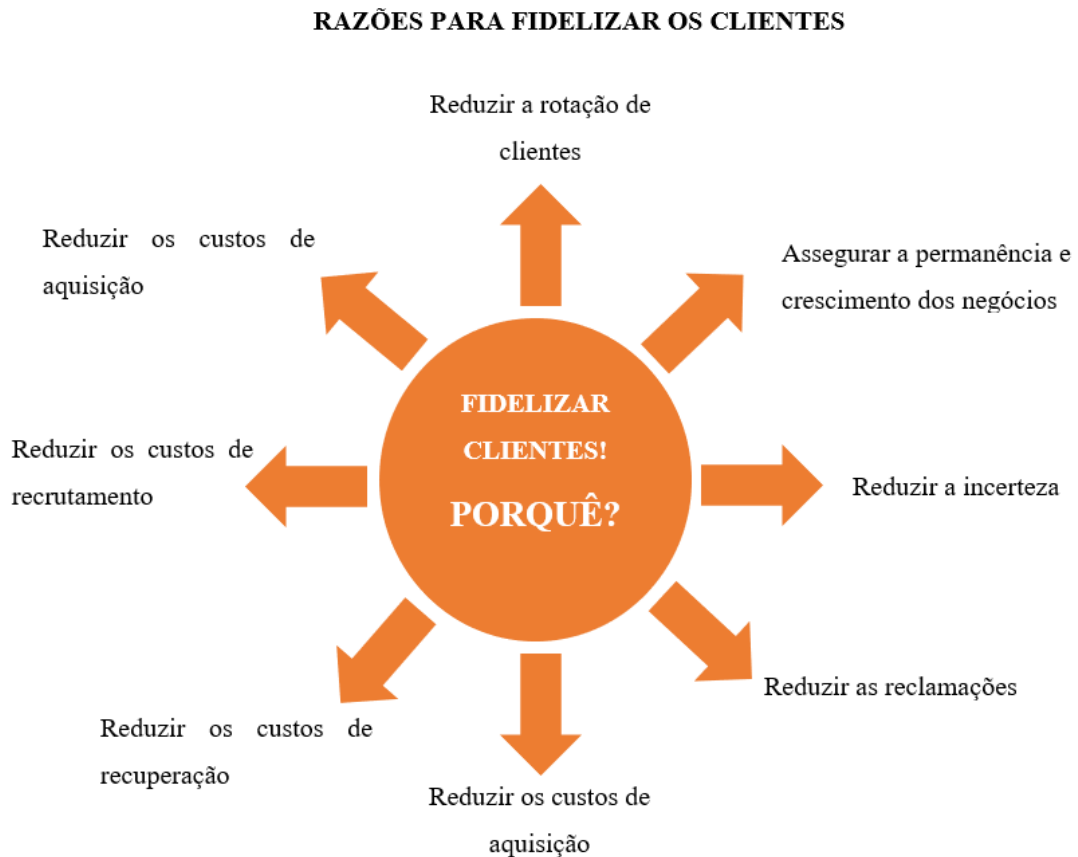 RAZÕES PARA FIDELIZAR OS CLIENTES
Reduzir a rotação de
clientes
Reduzir os custos de
aquisição
Assegurar a permanência e
crescimento dos negócios
FIDELIZAR
CLIENTES!
PORQUÊ?
Reduzir os custos de
recrutamento
Reduzir a incerteza
Reduzir as reclamações
Reduzir os custos de
recuperação
Reduzir os custos de
aquisição